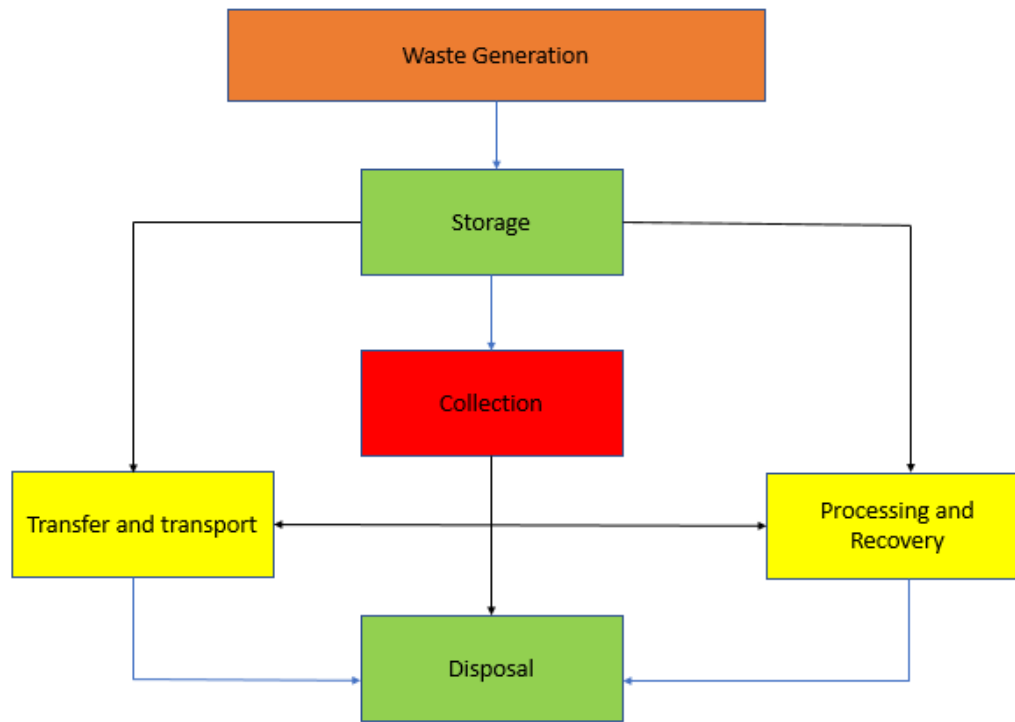 Waste Generation
Storage
Collection
Transfer and transport
Processing and
Recovery
Disposal